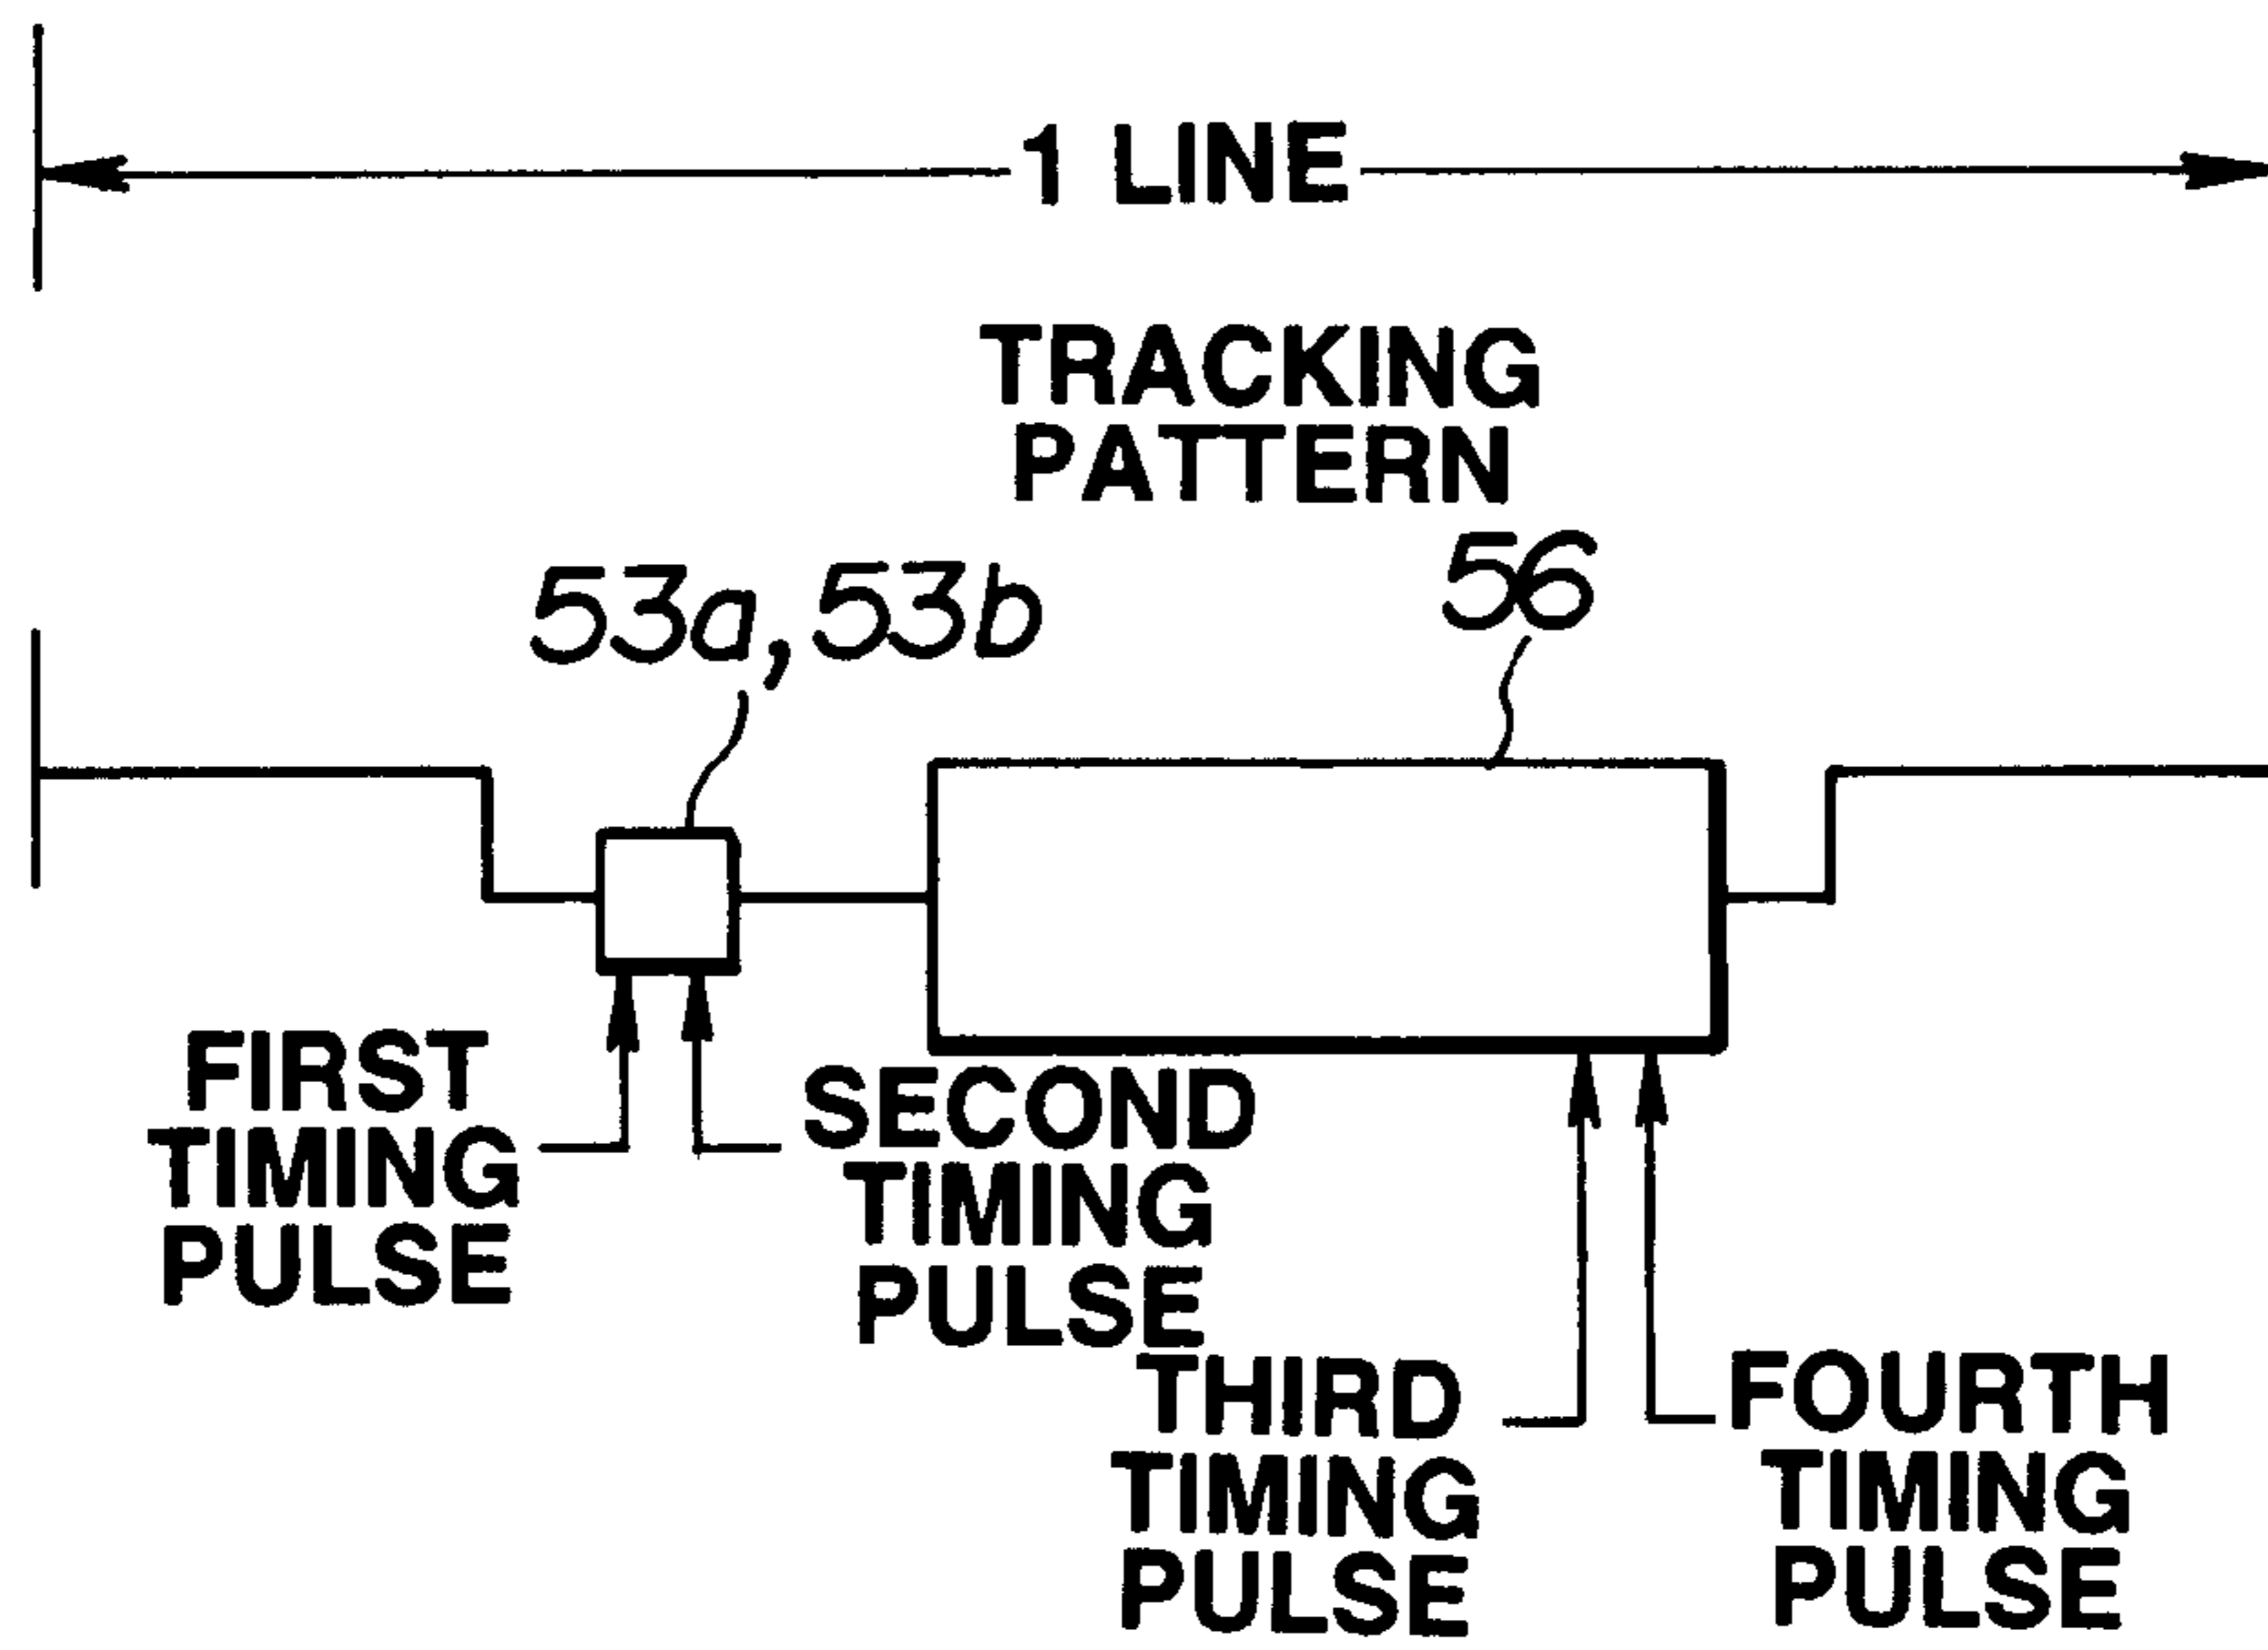 1 LINE
TRACKING
PATTERN
53a, 53b
56
FIRST
TIMING
PULSE
SECOND
TIMING
PULSE
THIRD
TIMING
PULSE
FOURTH
TIMING
PULSE